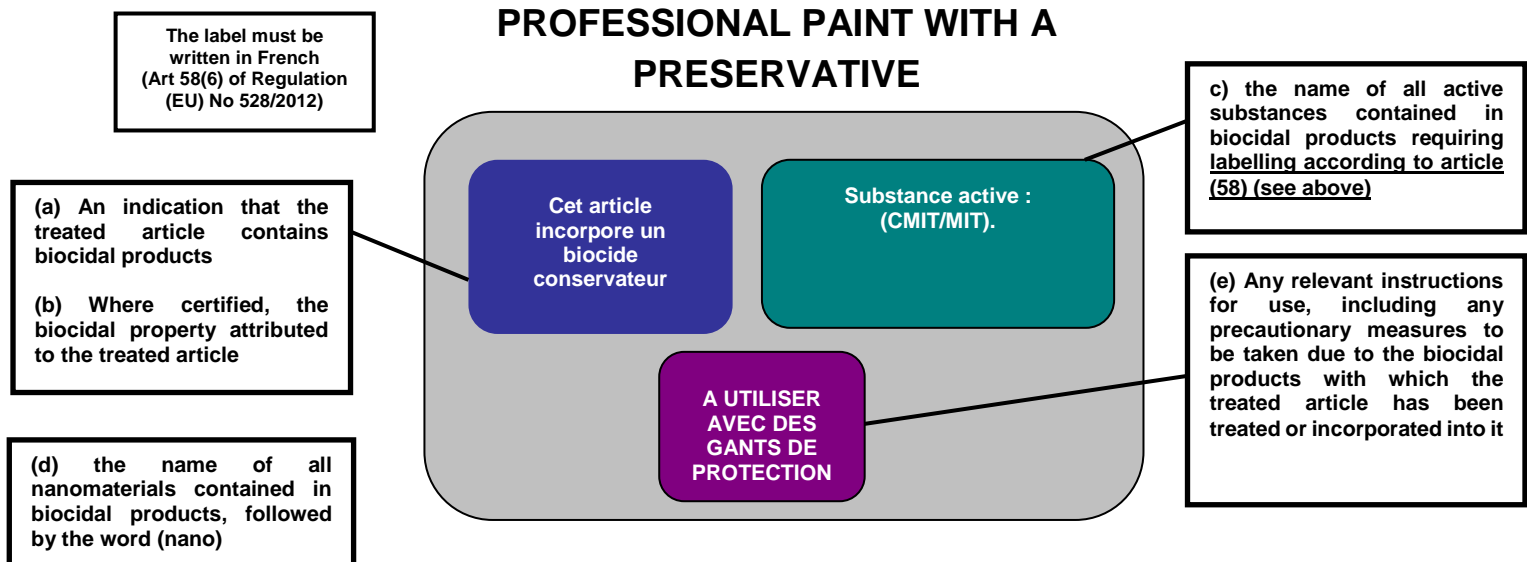 PROFESSIONAL PAINT WITH A
PRESERVATIVE
The label must be
written in French
(Art 58(6) of Regulation
(EU) No 528/2012)
(a) An indication that the
treated article contains
biocidal products
(b) Where certified, the
biocidal property attributed
to the treated article
(d) the name of all
nanomaterials contained in
biocidal products, followed
by the word (nano)
Cet article
incorpore un
biocide
conservateur
Substance active :
(CMIT/MIT).
A UTILISER
AVEC DES
GANTS DE
PROTECTION
c) the name of all active
substances contained in
biocidal products requiring
labelling according to article
(58) (see above)
(e) Any relevant instructions
for use, including any
precautionary measures to
be taken due to the biocidal
products with which the
treated article has been
treated or incorporated into it